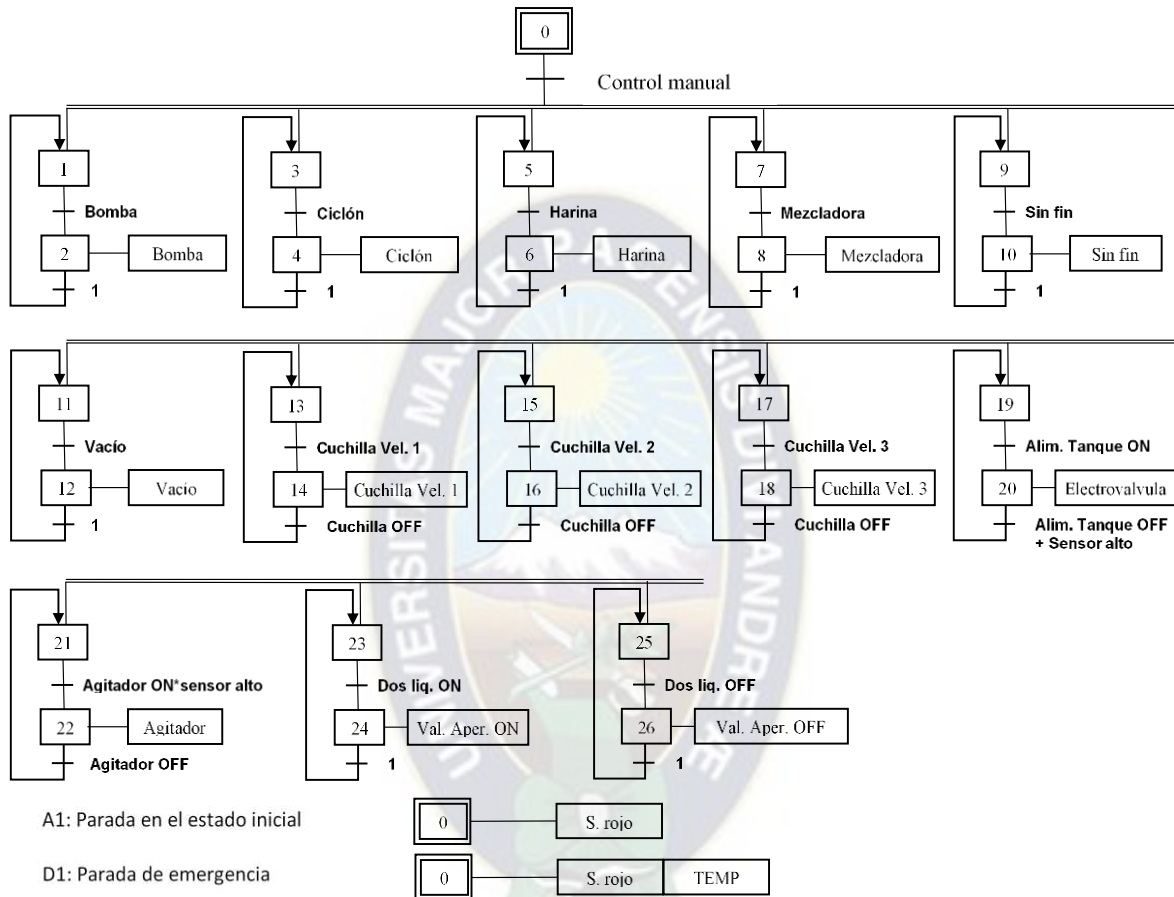 0
Control manual
1 3 5 7 9
Bomba Ciclón Harina Mezcladora Sin fin
2 Bomba 4 Ciclón 6 Harina 8 Mezcladora 10 Sin fin
1 1 1 1 1
11 13 15 17 19
Vacío Cuchilla Vel. 1 Cuchilla Vel. 2 Cuchilla Vel. 3 Alim. Tanque ON
12 Vacio 14 Cuchilla Vel. 1 16 Cuchilla Vel. 2 18 Cuchilla Vel. 3 20 Electrovalvula
1 Cuchilla OFF Cuchilla OFF Cuchilla OFF Alim. Tanque OFF
+ Sensor alto
21 23 25
Agitador ON*sensor alto Dos liq. ON Dos liq. OFF
22 Agitador 24 Val. Aper. ON 26 Val. Aper. OFF
Agitador OFF 1 1
A1: Parada en el estado inicial 0 S. rojo
D1: Parada de emergencia 0 S. rojo TEMP
UNIVERSITAS MAJOR PACENSIS DIVI ANDREÆ